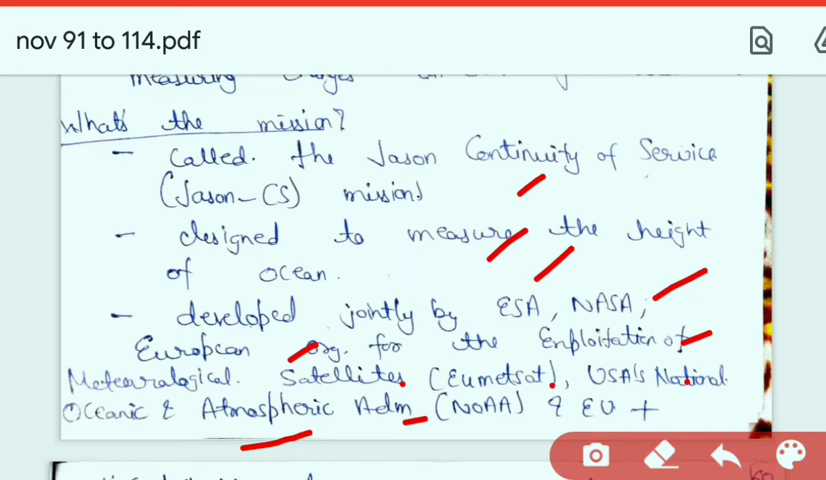 nov 91 to 114.pdf
measuring
What's the mission?
- Called. the Jason Continuity of Service
(Jason-CS) mission)
- designed to measure the height
of ocean.
- developed jointly by ESA, NASA,
European Org. for the Exploitation of
Metearalogical Satellites (Eumetsat), USA's National
Oceanic & Atmospheric Adm (NOAA) & EU +